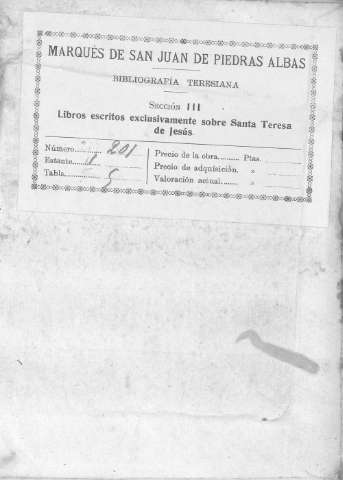 MARQUÉS DE SAN JUAN DE PIEDRAS ALBAS
BIBLIOGRAFÍA TERESIANA
SECCIÓN III
Libros escritos exclusivamente sobre Santa Teresa
de Jesús
Número.......... 201
Estante.......... 1
Tabla.......... 5
Precio de la obra......... Ptas.
Precio de adquisición. »
Valoración actual....... »